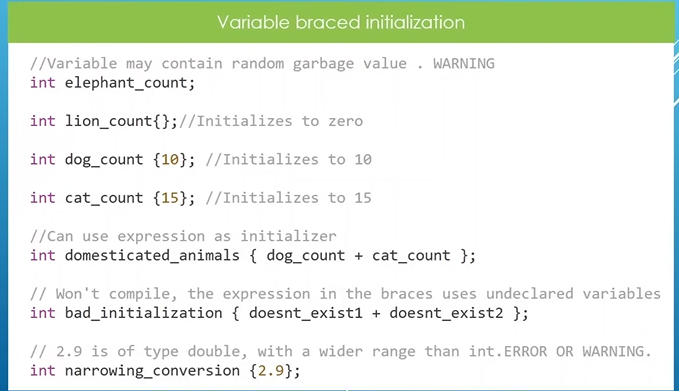 Variable braced initialization
//Variable may contain random garbage value . WARNING
int elephant_count;
int lion_count{};//Initializes to zero
int dog_count {10}; //Initializes to 10
int cat_count {15}; //Initializes to 15
//Can use expression as initializer
int domesticated_animals { dog_count + cat_count };
// Won't compile, the expression in the braces uses undeclared variables
int bad_initialization { doesnt_exist1 + doesnt_exist2 };
// 2.9 is of type double, with a wider range than int.ERROR OR WARNING.
int narrowing_conversion {2.9};